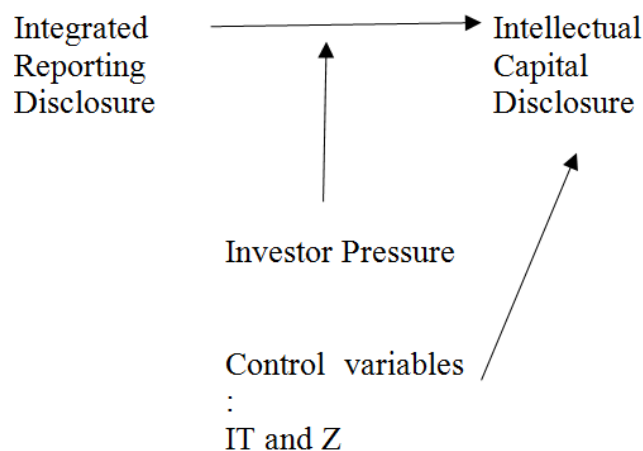 Integrated
Reporting
Disclosure
Intellectual
Capital
Disclosure
Investor Pressure
Control variables
:
IT and Z